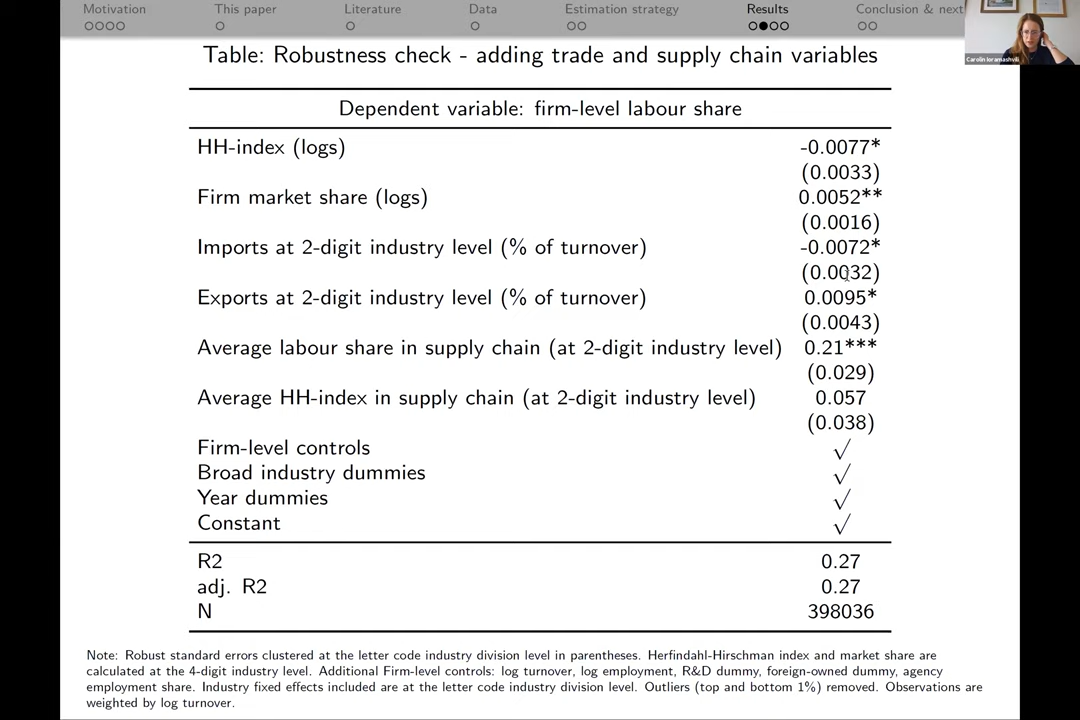 Motivation This paper Literature Data Estimation strategy Results Conclusion & next
Table: Robustness check - adding trade and supply chain variables
Dependent variable: firm-level labour share
HH-index (logs) -0.0077*
(0.0033)
Firm market share (logs) 0.0052**
(0.0016)
Imports at 2-digit industry level (% of turnover) -0.0072*
(0.0032)
Exports at 2-digit industry level (% of turnover) 0.0095*
(0.0043)
Average labour share in supply chain (at 2-digit industry level) 0.21***
(0.029)
Average HH-index in supply chain (at 2-digit industry level) 0.057
(0.038)
Firm-level controls ✓
Broad industry dummies ✓
Year dummies ✓
Constant ✓
R2 0.27
adj. R2 0.27
N 398036
Note: Robust standard errors clustered at the letter code industry division level in parentheses. Herfindahl-Hirschman index and market share are
calculated at the 4-digit industry level. Additional Firm-level controls: log turnover, log employment, R&D dummy, foreign-owned dummy, agency
employment share. Industry fixed effects included are at the letter code industry division level. Outliers (top and bottom 1%) removed. Observations are
weighted by log turnover.
Carolin